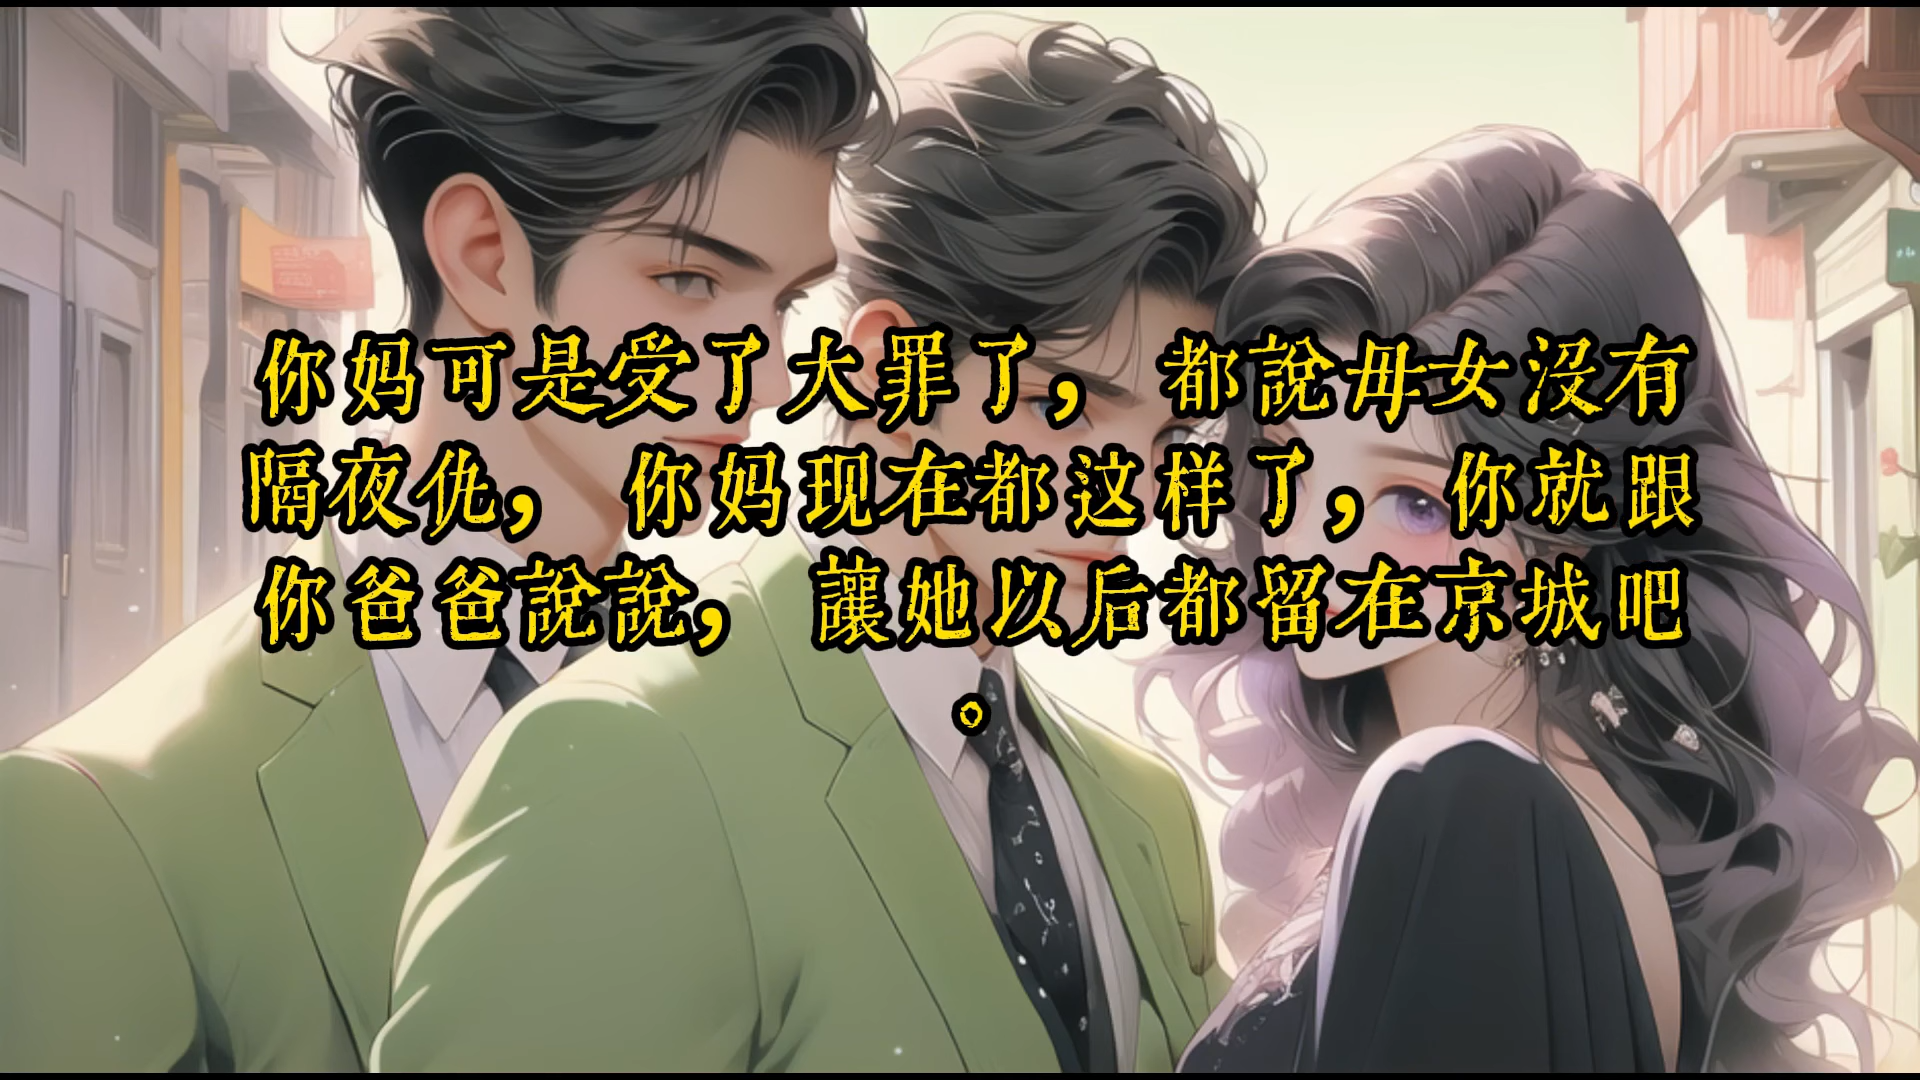 你妈可是受了大罪了，都說母女没有
隔夜仇，你妈现在都这样了，你就跟
你爸爸說說，讓她以后都留在京城吧
。